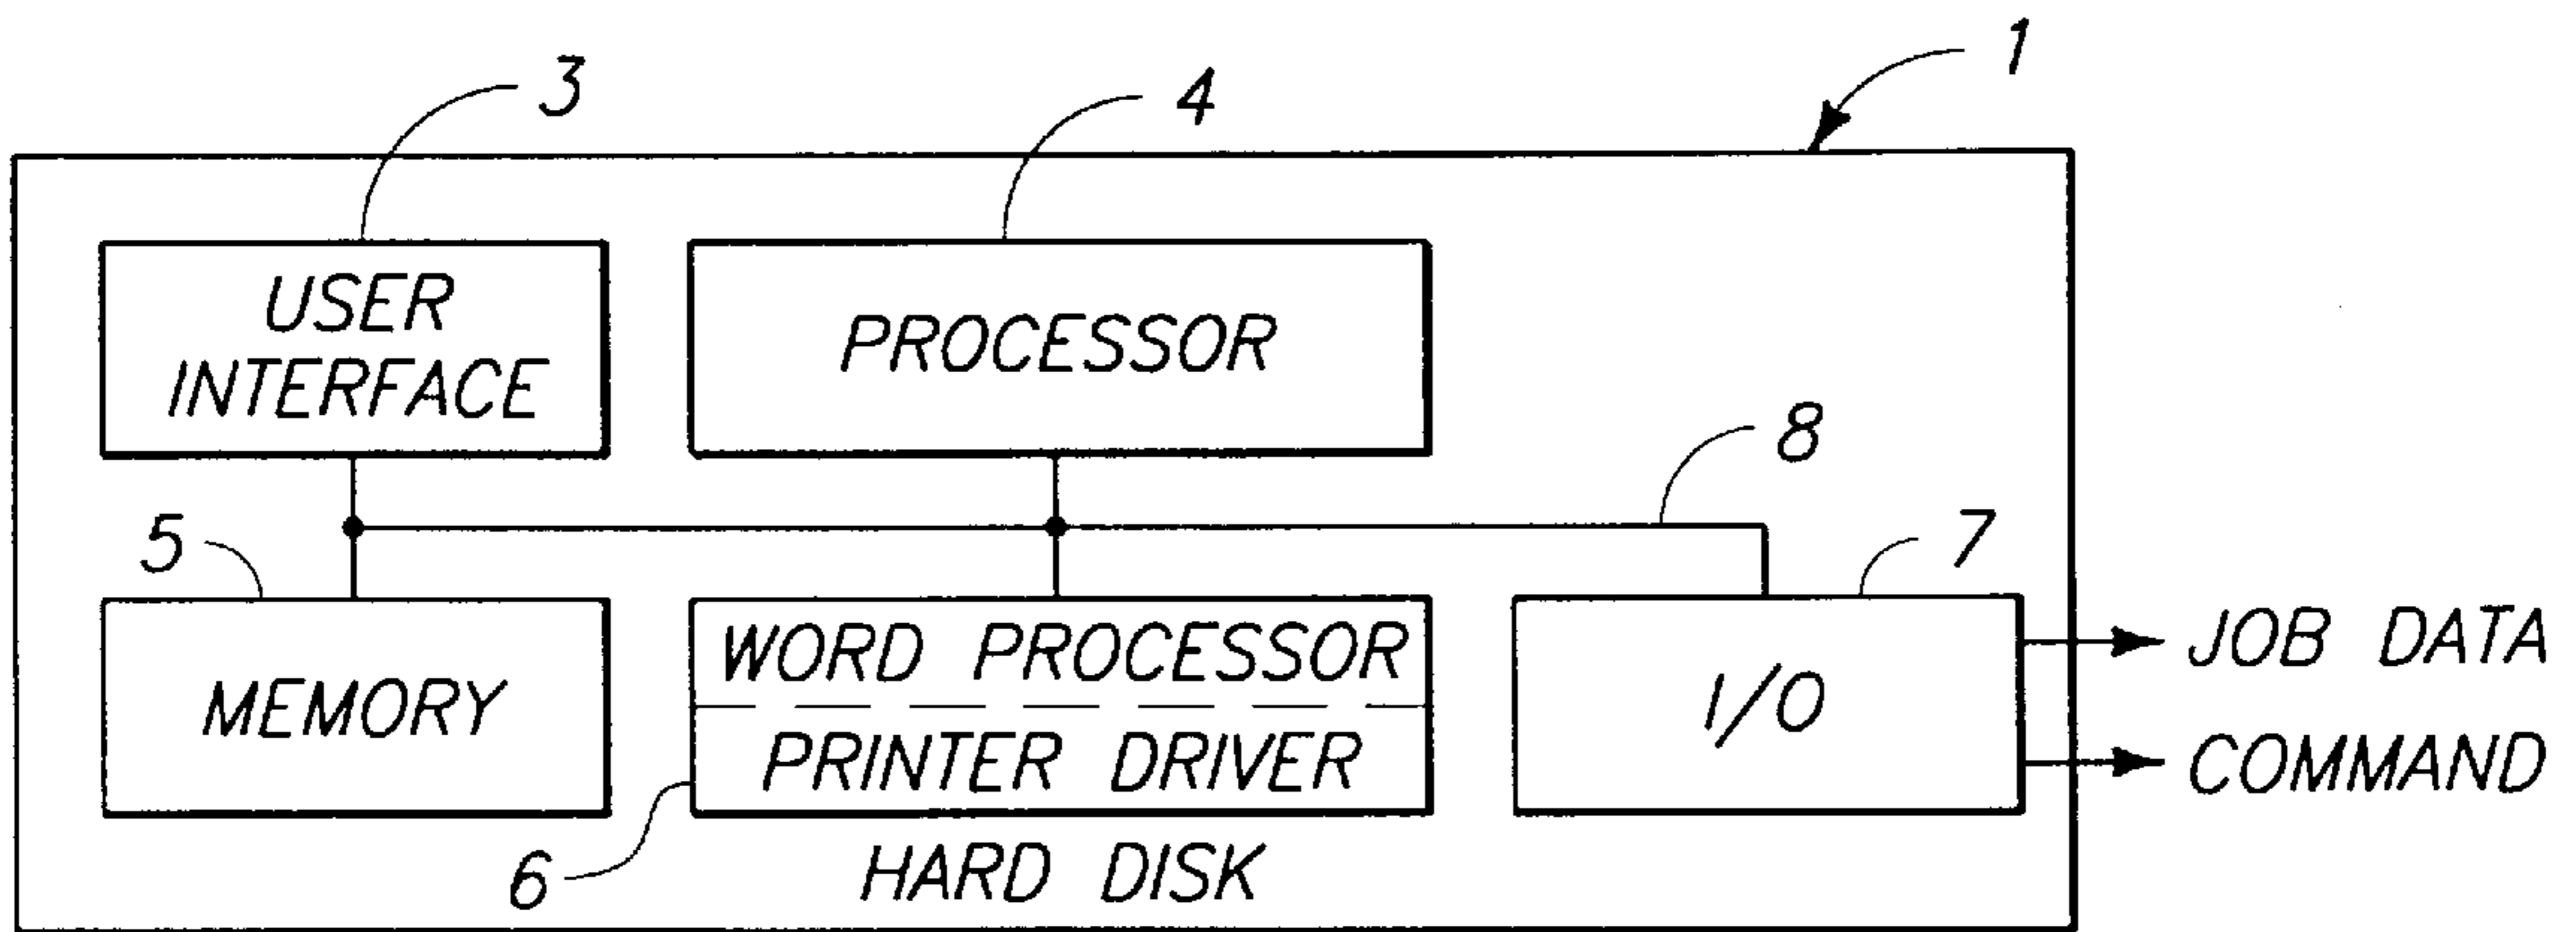 1
3
4
USER
INTERFACE
PROCESSOR
8
5
7
MEMORY
WORD PROCESSOR
PRINTER DRIVER
I/O
JOB DATA
COMMAND
6
HARD DISK